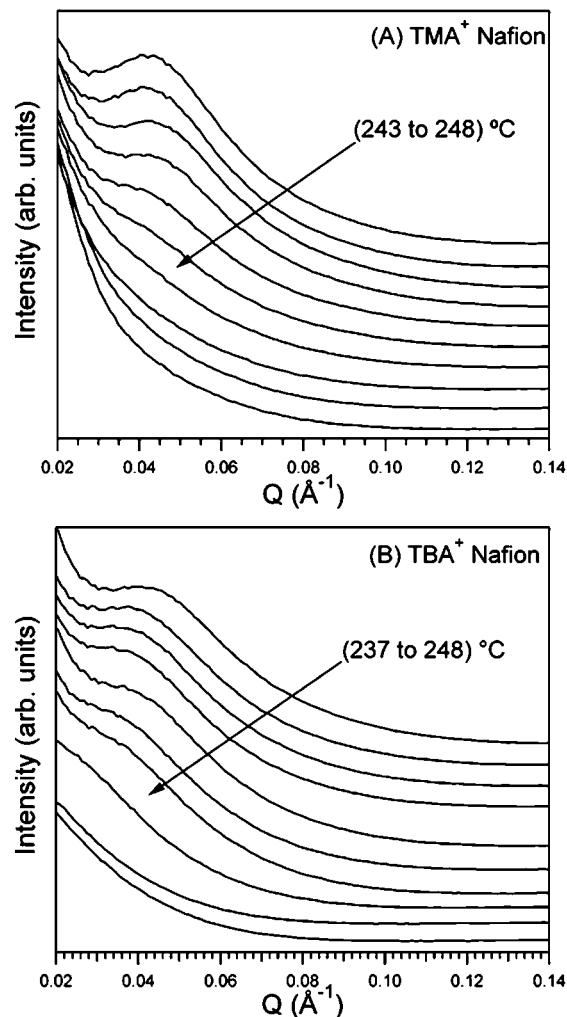 (A) TMA⁺ Nafion
(243 to 248) ºC
Intensity (arb. units)
0.02 0.04 0.06 0.08 0.10 0.12 0.14
Q (Å⁻¹)
(B) TBA⁺ Nafion
(237 to 248) °C
Intensity (arb. units)
0.02 0.04 0.06 0.08 0.10 0.12 0.14
Q (Å⁻¹)